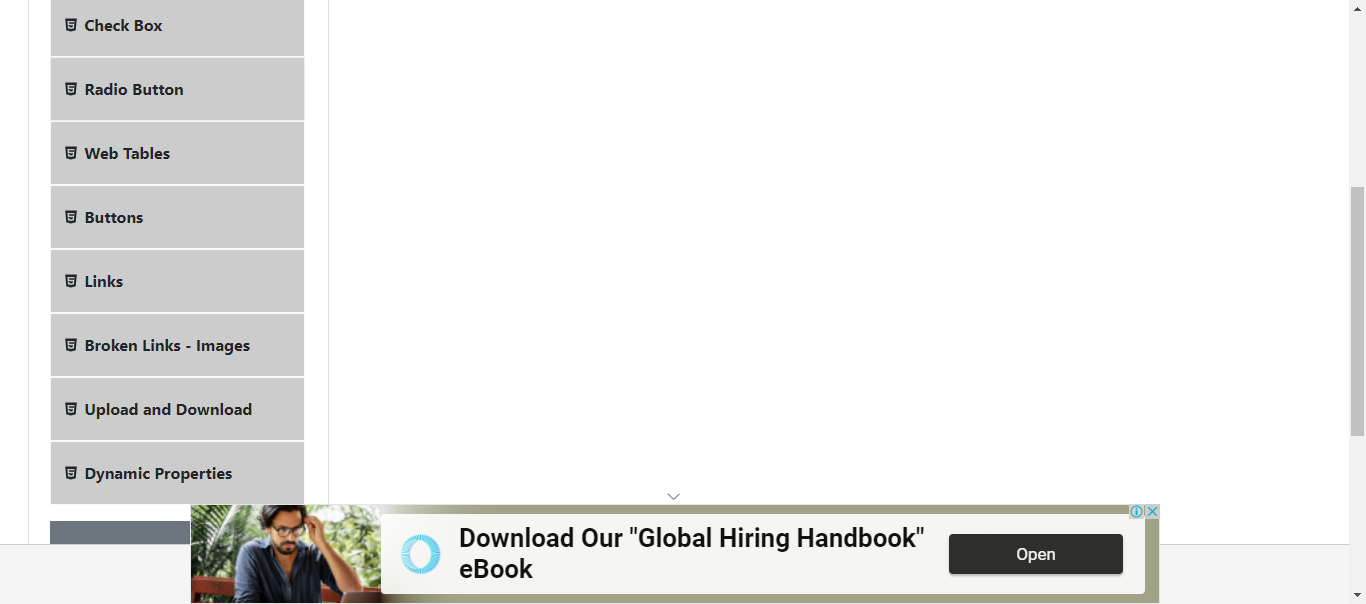 Check Box
Radio Button
Web Tables
Buttons
Links
Broken Links - Images
Upload and Download
Dynamic Properties
Download Our "Global Hiring Handbook"
eBook
Open